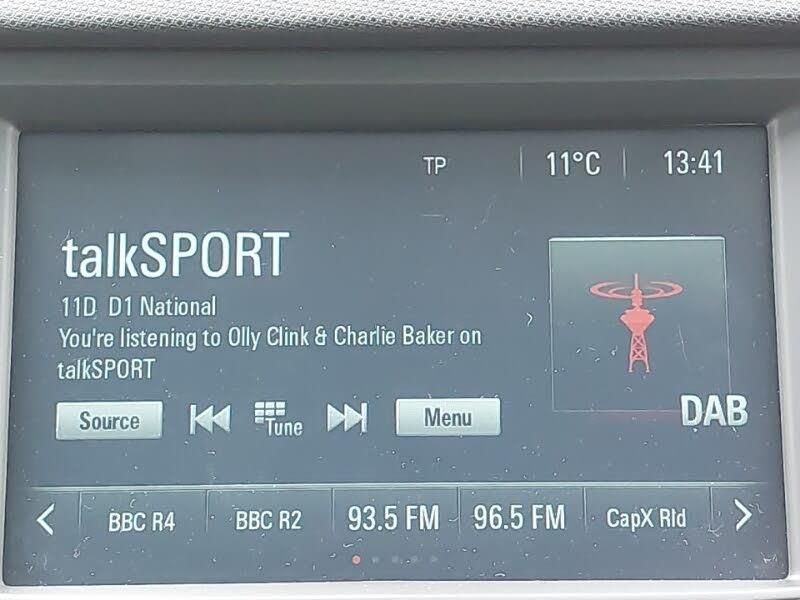 TP 11°C 13:41
talkSPORT
11D D1 National
You're listening to Olly Clink & Charlie Baker on
talkSPORT
Source Tune Menu
DAB
BBC R4 BBC R2 93.5 FM 96.5 FM CapX Rld